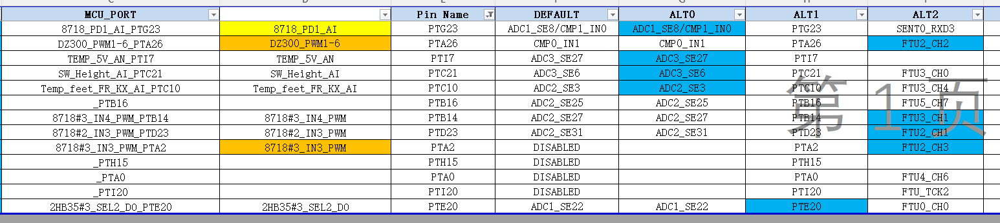 MCU_PORT Pin Name DEFAULT ALT0 ALT1 ALT2
8718_PD1_AI_PTG23 8718_PD1_AI PTG23 ADC1_SE8/CMP1_IN0 ADC1_SE8/CMP1_IN0 PTG23 SENT0_RXD3
DZ300_PWM1-6_PTA26 DZ300_PWM1-6 PTA26 CMP0_IN1 CMP0_IN1 PTA26 FTU2_CH2
TEMP_5V_AN_PTI7 TEMP_5V_AN PTI7 ADC3_SE27 ADC3_SE27 PTI7
SW_Height_AI_PTC21 SW_Height_AI PTC21 ADC3_SE6 ADC3_SE6 PTC21 FTU3_CH0
Temp_feet_FR_KX_AI_PTC10 Temp_feet_FR_KX_AI PTC10 ADC2_SE3 ADC2_SE3 PTC10 FTU3_CH4
_PTB16 PTB16 ADC2_SE25 ADC2_SE25 PTB16 FTU5_CH7
8718#3_IN4_PWM_PTB14 8718#3_IN4_PWM PTB14 ADC2_SE27 ADC2_SE27 PTB14 FTU3_CH1
8718#2_IN3_PWM_PTD23 8718#2_IN3_PWM PTD23 ADC2_SE31 ADC2_SE31 PTD23 FTU2_CH1
8718#3_IN3_PWM_PTA2 8718#3_IN3_PWM PTA2 DISABLED PTA2 FTU2_CH3
_PTH15 PTH15 DISABLED PTH15
_PTA0 PTA0 DISABLED PTA0 FTU4_CH6
_PTI20 PTI20 DISABLED PTI20 FTU_TCK2
2HB35#3_SEL2_DO_PTE20 2HB35#3_SEL2_DO PTE20 ADC1_SE22 ADC1_SE22 PTE20 FTU0_CH0
第 1 页